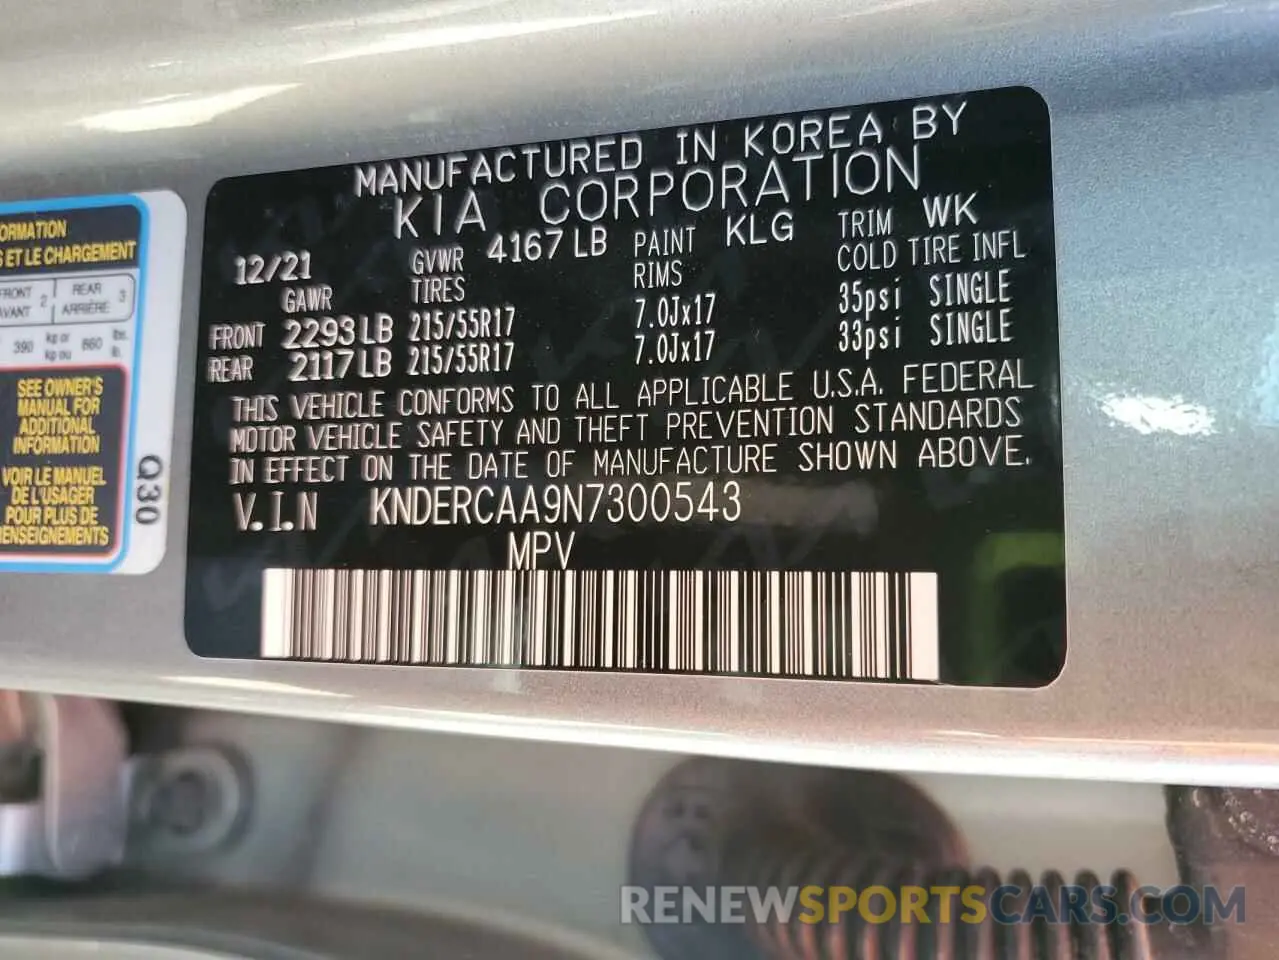 ORMATION
S ET LE CHARGEMENT
FRONT 2 REAR 3
AVANT ARRIÈRE
390 kg or 860 lbs.
kg ou lb.
SEE OWNER'S
MANUAL FOR
ADDITIONAL
INFORMATION
VOIR LE MANUEL
DE L'USAGER
POUR PLUS DE
RENSEIGNEMENTS
Q30
MANUFACTURED IN KOREA BY
KIA CORPORATION
12/21 GVWR 4167 LB PAINT KLG TRIM WK
GAWR TIRES RIMS COLD TIRE INFL
FRONT 2293 LB 215/55R17 7.0Jx17 35psi SINGLE
REAR 2117 LB 215/55R17 7.0Jx17 33psi SINGLE
THIS VEHICLE CONFORMS TO ALL APPLICABLE U.S.A. FEDERAL
MOTOR VEHICLE SAFETY AND THEFT PREVENTION STANDARDS
IN EFFECT ON THE DATE OF MANUFACTURE SHOWN ABOVE.
V.I.N KNDERCAA9N7300543
MPV
RENEWSPORTSCARS.COM